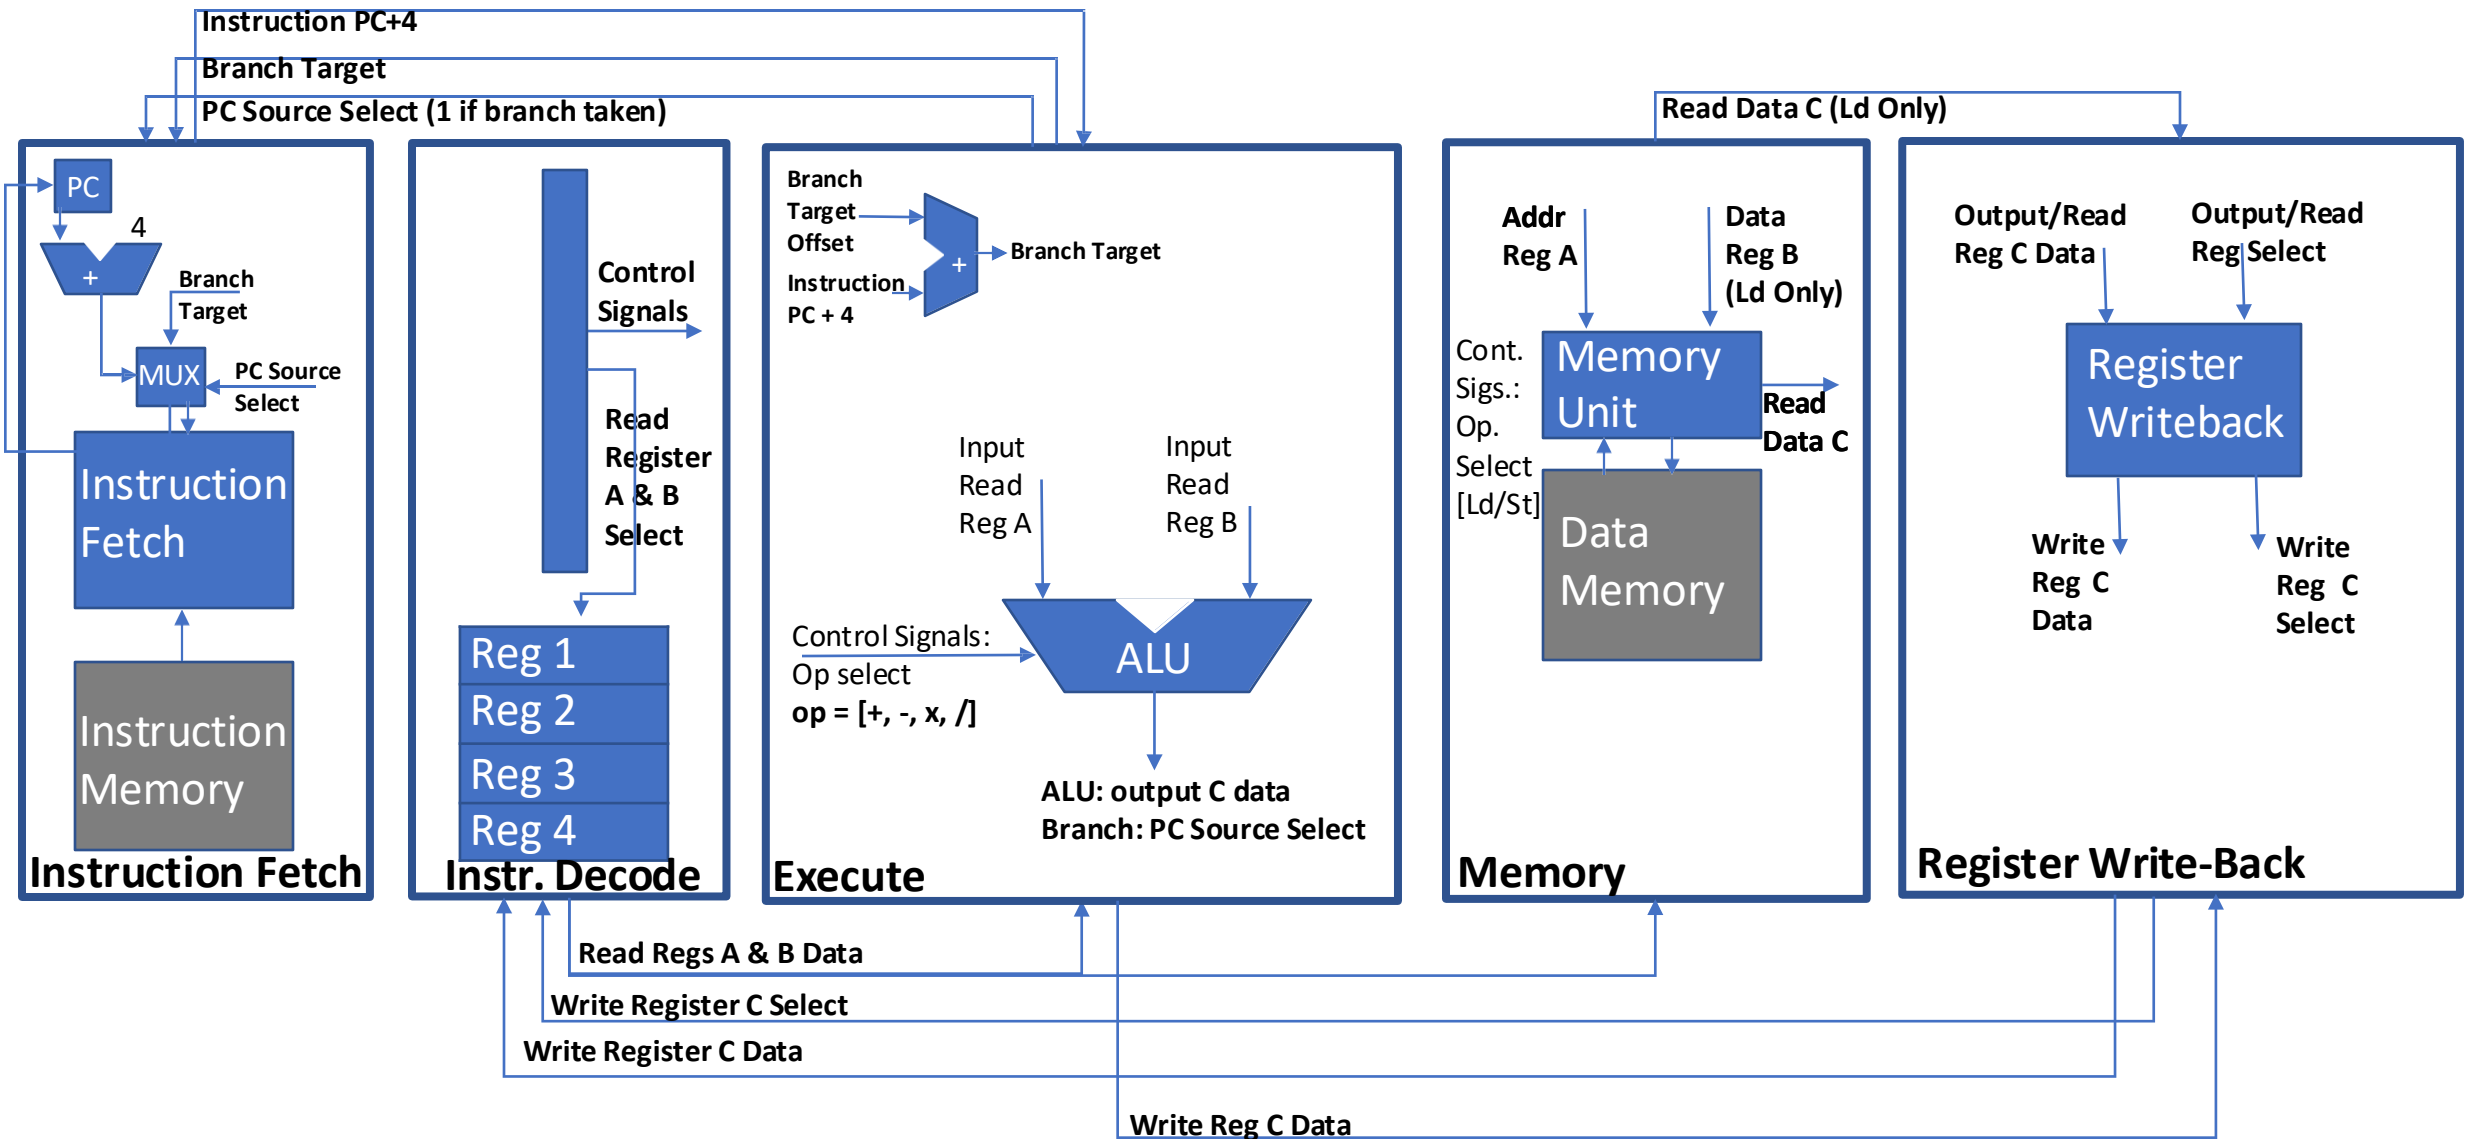 Instruction PC+4
Branch Target
PC Source Select (1 if branch taken)
Read Data C (Ld Only)
PC
4
+
Branch
Target
MUX
PC Source
Select
Instruction
Fetch
Instruction
Memory
Instruction Fetch
Control
Signals
Read
Register
A & B
Select
Reg 1
Reg 2
Reg 3
Reg 4
Instr. Decode
Branch
Target
Offset
Instruction
PC + 4
+
Branch Target
Input
Read
Reg A
Input
Read
Reg B
Control Signals:
Op select
op = [+, -, x, /]
ALU
ALU: output C data
Branch: PC Source Select
Execute
Addr
Reg A
Data
Reg B
(Ld Only)
Cont.
Sigs.:
Op.
Select
[Ld/St]
Memory
Unit
Read
Data C
Data
Memory
Memory
Output/Read
Reg C Data
Output/Read
Reg Select
Register
Writeback
Write
Reg C
Data
Write
Reg C
Select
Register Write-Back
Read Regs A & B Data
Write Register C Select
Write Register C Data
Write Reg C Data